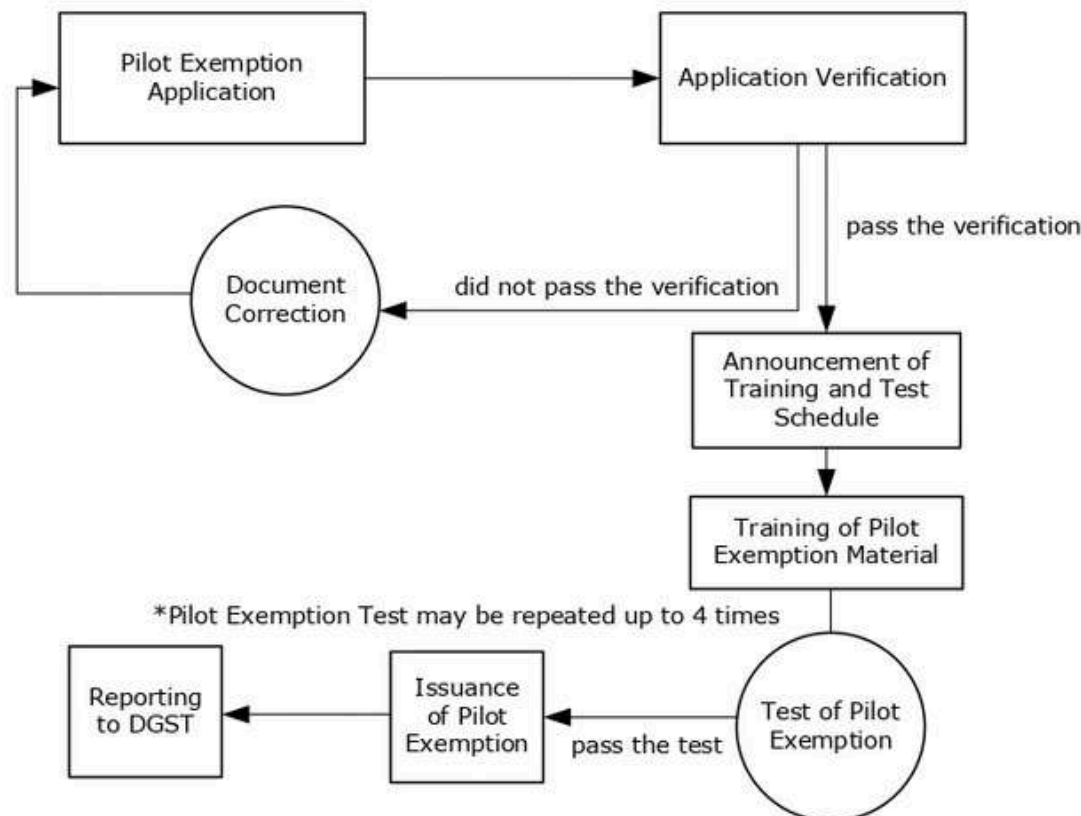 Pilot Exemption
Application
Application Verification
pass the verification
did not pass the verification
Document
Correction
Announcement of
Training and Test
Schedule
Training of Pilot
Exemption Material
*Pilot Exemption Test may be repeated up to 4 times
Test of Pilot
Exemption
pass the test
Issuance
of Pilot
Exemption
Reporting
to DGST